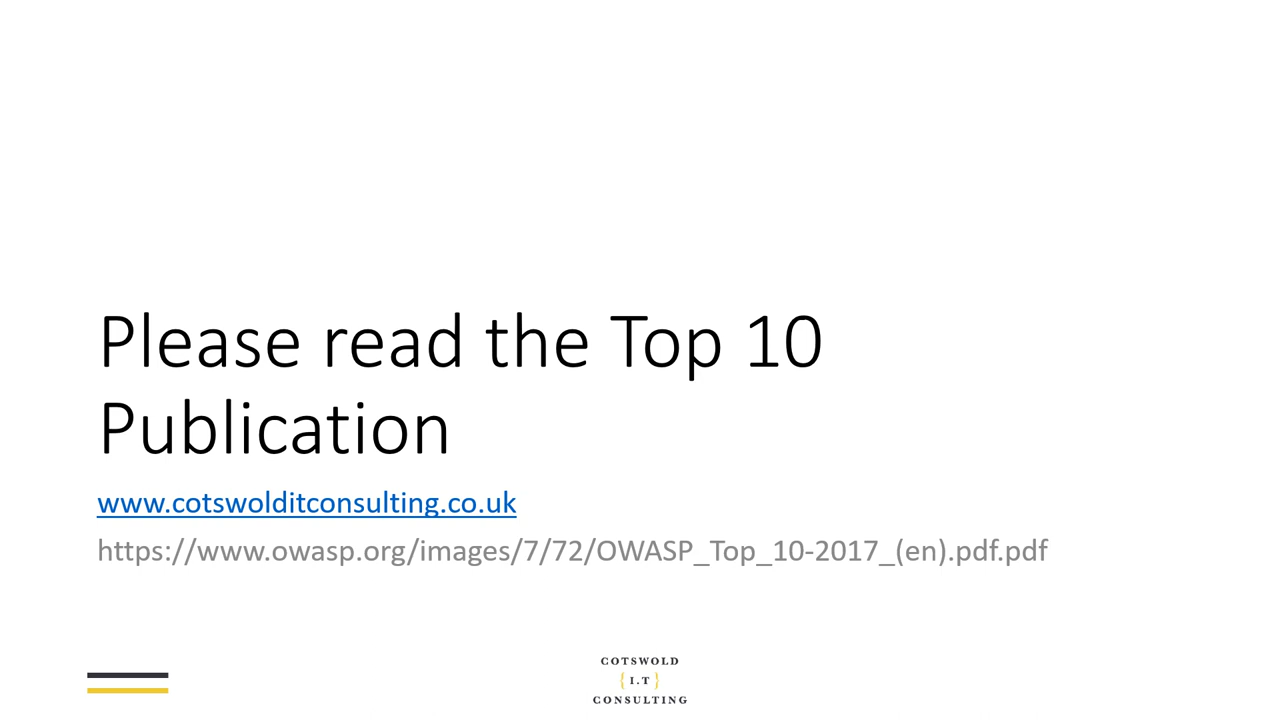 Please read the Top 10
Publication
www.cotswolditconsulting.co.uk
https://www.owasp.org/images/7/72/OWASP_Top_10-2017_(en).pdf.pdf
COTSWOLD
{ I.T }
CONSULTING